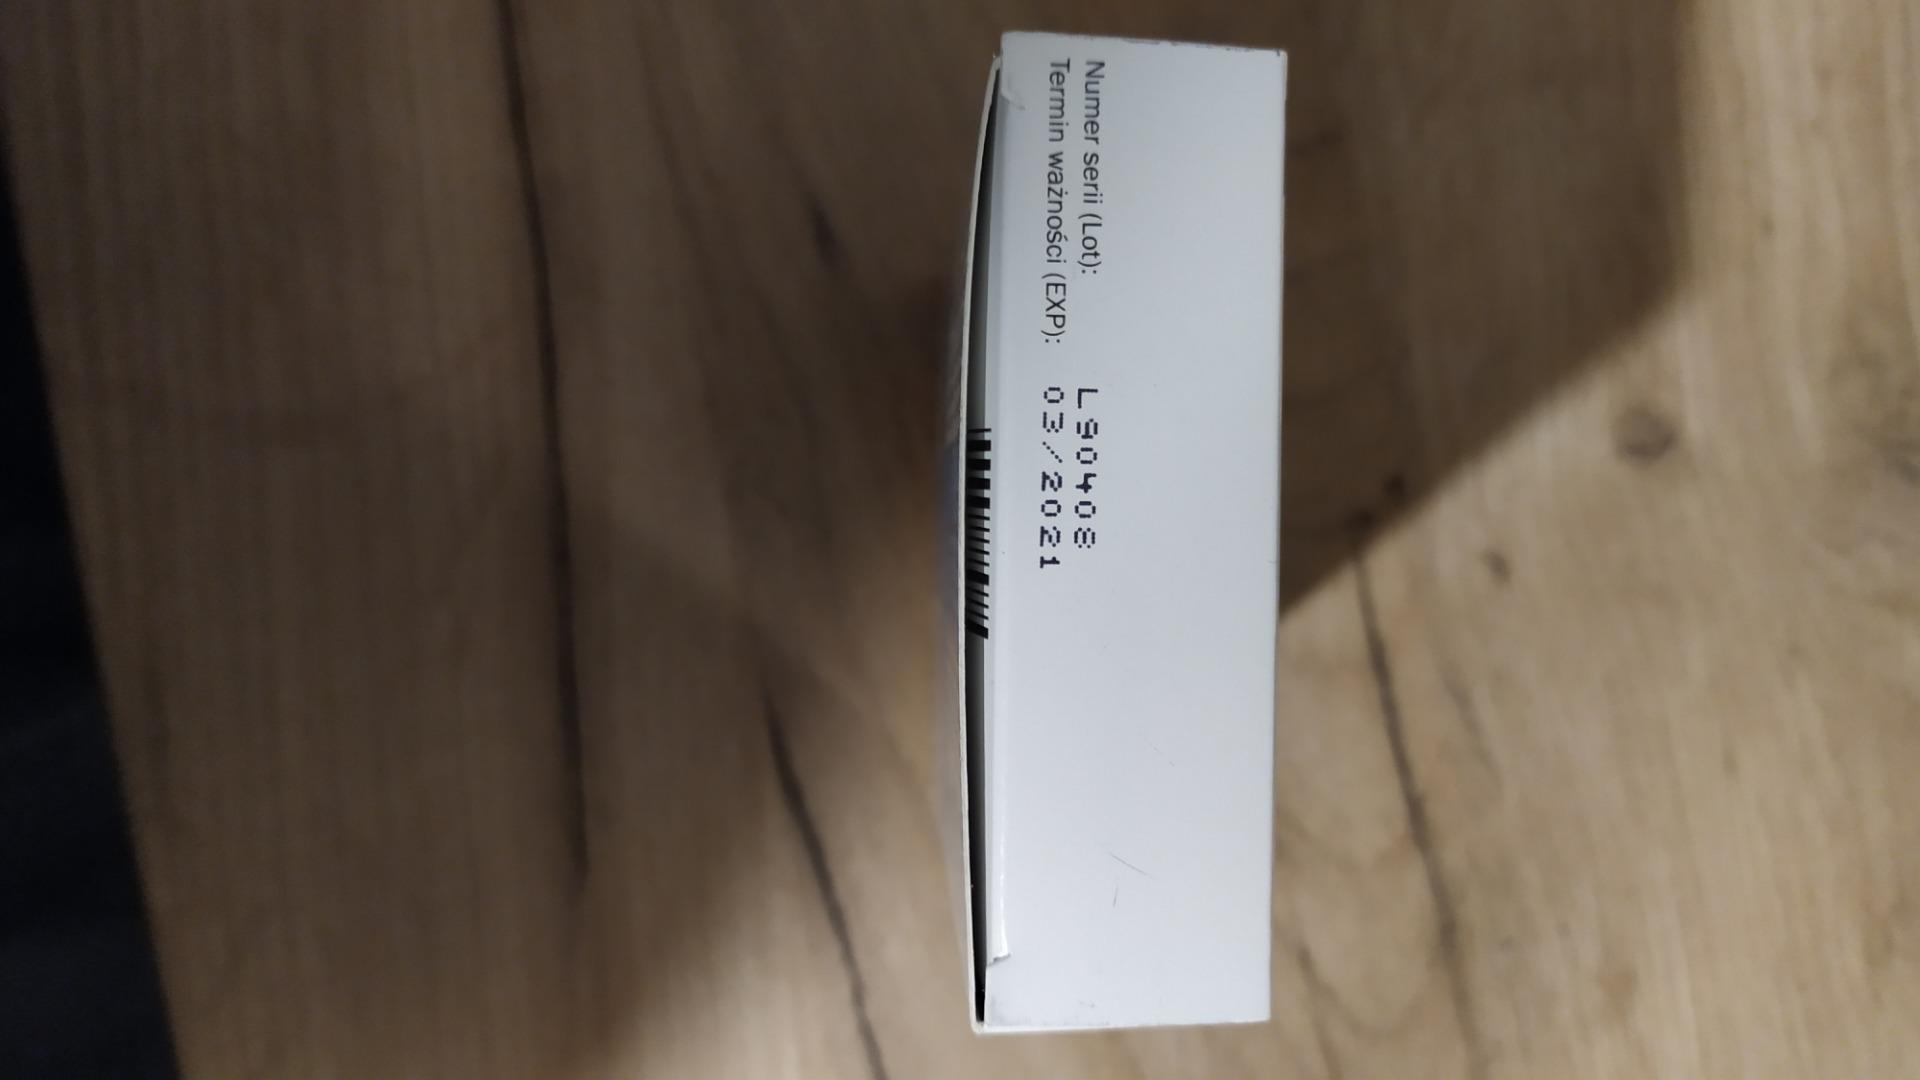 Numer serii (Lot): L90408
Termin ważności (EXP): 03/2021